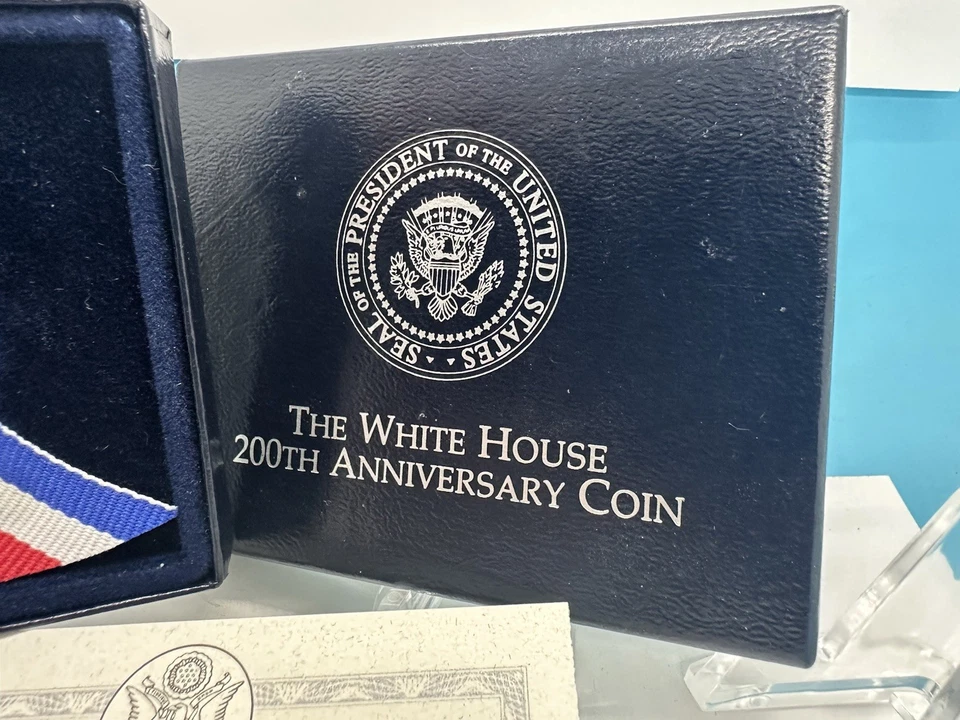 SEAL OF THE PRESIDENT OF THE UNITED STATES
THE WHITE HOUSE
200TH ANNIVERSARY COIN